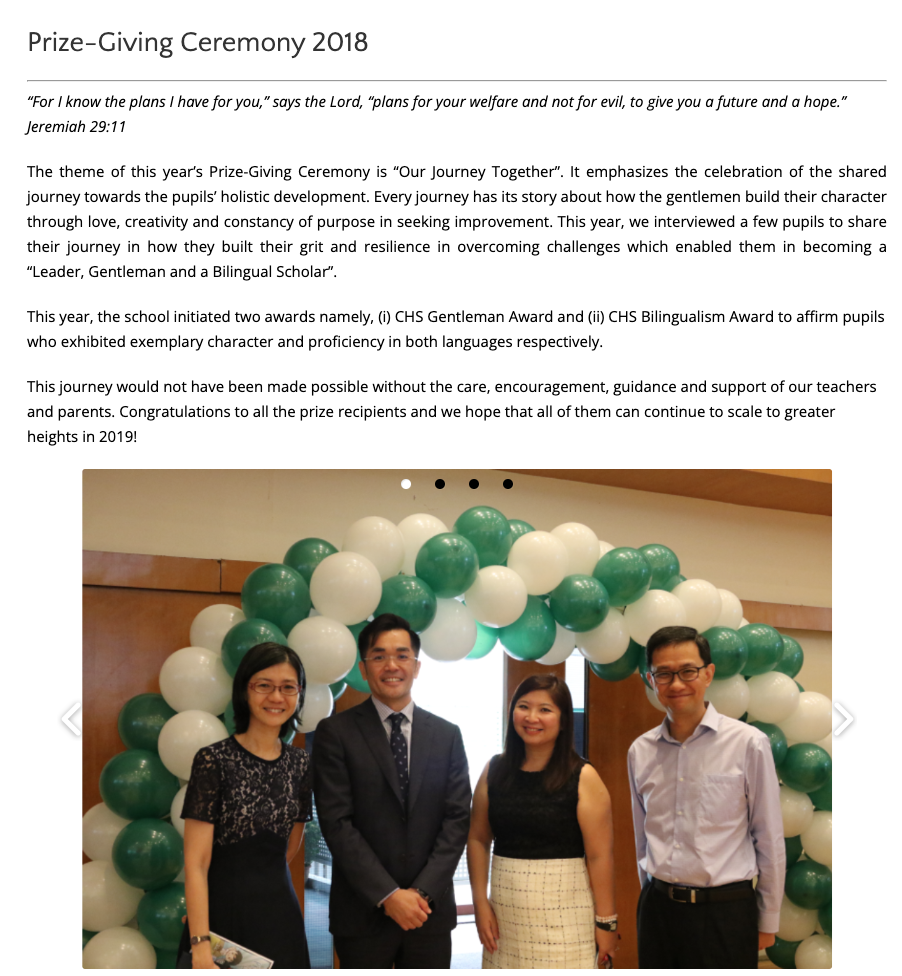 Prize-Giving Ceremony 2018
“For I know the plans I have for you,” says the Lord, “plans for your welfare and not for evil, to give you a future and a hope.”
Jeremiah 29:11
The theme of this year’s Prize-Giving Ceremony is “Our Journey Together”. It emphasizes the celebration of the shared
journey towards the pupils’ holistic development. Every journey has its story about how the gentlemen build their character
through love, creativity and constancy of purpose in seeking improvement. This year, we interviewed a few pupils to share
their journey in how they built their grit and resilience in overcoming challenges which enabled them in becoming a
“Leader, Gentleman and a Bilingual Scholar”.
This year, the school initiated two awards namely, (i) CHS Gentleman Award and (ii) CHS Bilingualism Award to affirm pupils
who exhibited exemplary character and proficiency in both languages respectively.
This journey would not have been made possible without the care, encouragement, guidance and support of our teachers
and parents. Congratulations to all the prize recipients and we hope that all of them can continue to scale to greater
heights in 2019!